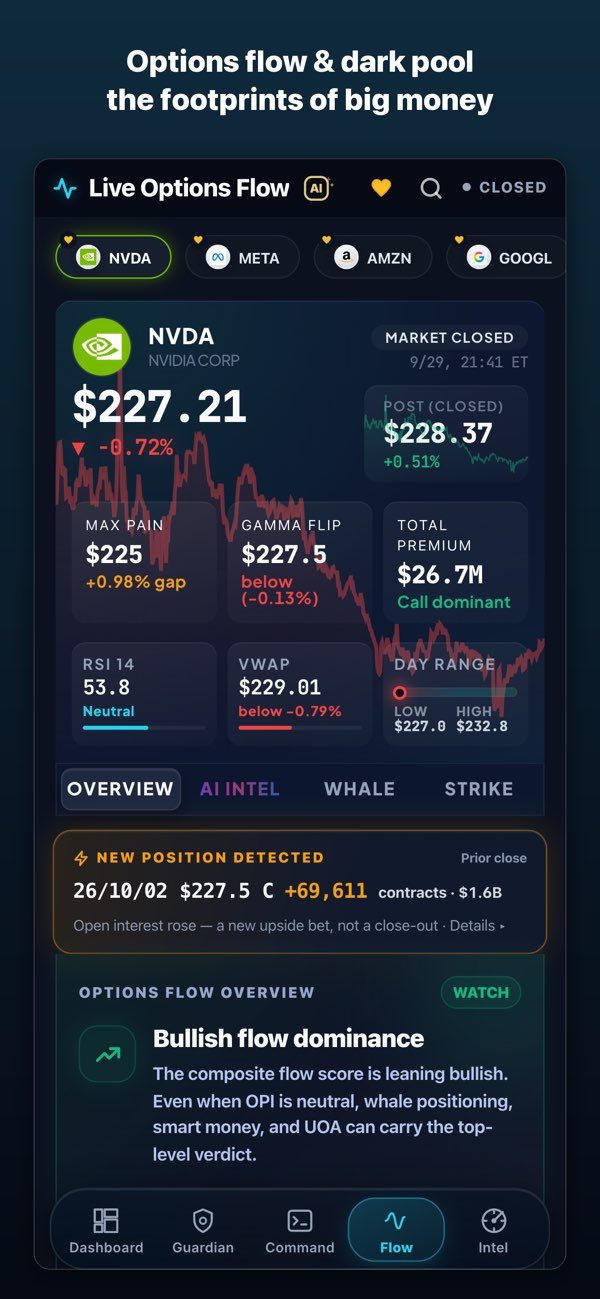 Options flow & dark pool
the footprints of big money
Live Options Flow AI CLOSED
NVDA META AMZN GOOGL
NVDA
NVIDIA CORP
MARKET CLOSED
9/29, 21:41 ET
$227.21
▼ -0.72%
POST (CLOSED)
$228.37
+0.51%
MAX PAIN
$225
+0.98% gap
GAMMA FLIP
$227.5
below
(-0.13%)
TOTAL
PREMIUM
$26.7M
Call dominant
RSI 14
53.8
Neutral
VWAP
$229.01
below -0.79%
DAY RANGE
LOW HIGH
$227.0 $232.8
OVERVIEW AI INTEL WHALE STRIKE
NEW POSITION DETECTED Prior close
26/10/02 $227.5 C +69,611 contracts · $1.6B
Open interest rose — a new upside bet, not a close-out · Details ▸
OPTIONS FLOW OVERVIEW WATCH
Bullish flow dominance
The composite flow score is leaning bullish.
Even when OPI is neutral, whale positioning,
smart money, and UOA can carry the top-
level verdict.
Dashboard Guardian Command Flow Intel